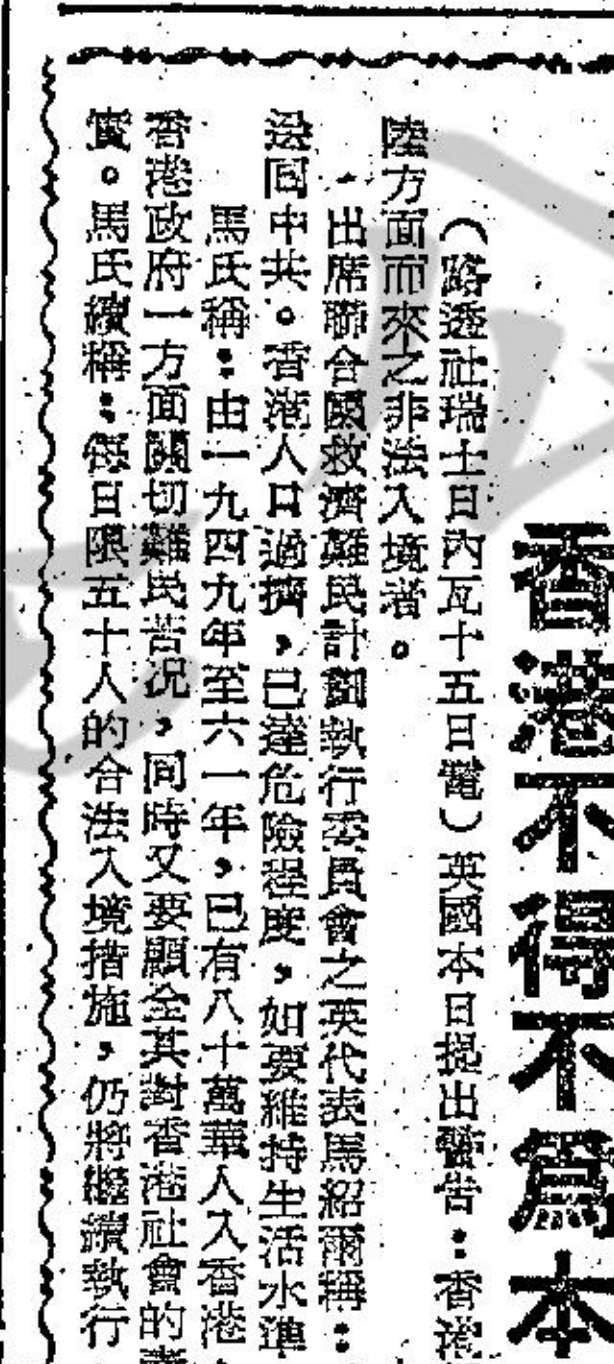 香港不得不爲本
（路透社瑞士日內瓦十五日電）英國本日提出警告：香港
陸方面而來之非法入境者。
出席聯合國救濟難民計劃執行委員會之英代表馬紹爾稱：
法回中共。香港人口過擠，已達危險程度，如要維持生活水準
馬氏稱：由一九四九年至六一年，已有八十萬華人入香港
香港政府一方面關切難民苦況，同時又要顧全其對香港社會的
實。馬氏續稱：每日限五十人的合法入境措施，仍將繼續執行